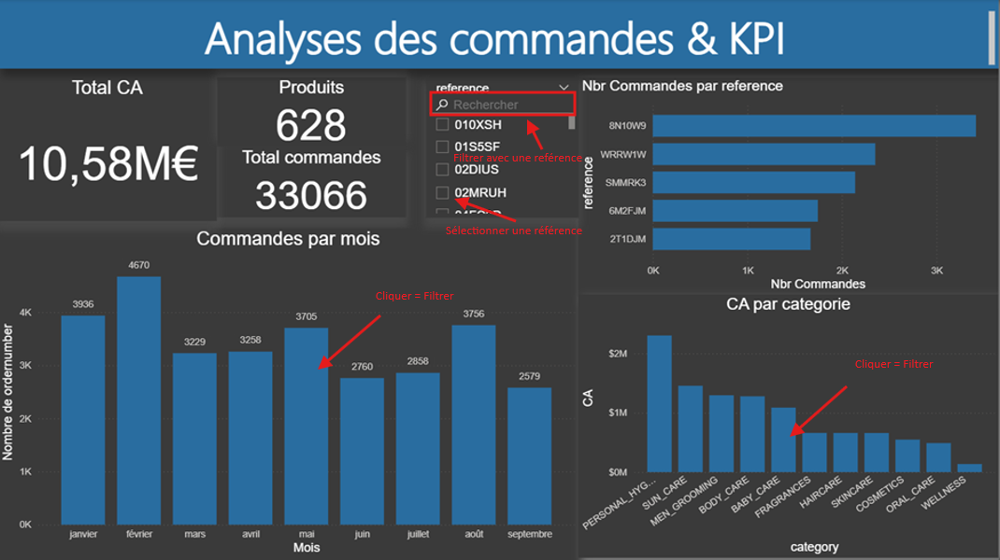 Analyses des commandes & KPI
Total CA
10,58M€
Produits
628
Total commandes
33066
reference
Rechercher
010XSH
01S5SF
Filtrer avec une reférence
02DIUS
02MRUH
Sélectionner une référence
Nbr Commandes par reference
reference
8N10W9
WRRW1W
SMMRK3
6M2FJM
2T1DJM
0K 1K 2K 3K
Nbr Commandes
Commandes par mois
Nombre de ordernumber
4K
3K
2K
1K
0K
3936 4670 3229 3258 3705 2760 2858 3756 2579
Cliquer = Filtrer
janvier février mars avril mai juin juillet août septembre
Mois
CA par categorie
CA
$2M
$1M
$0M
Cliquer = Filtrer
PERSONAL_HYG... SUN_CARE MEN_GROOMING BODY_CARE BABY_CARE FRAGRANCES HAIRCARE SKINCARE COSMETICS ORAL_CARE WELLNESS
category